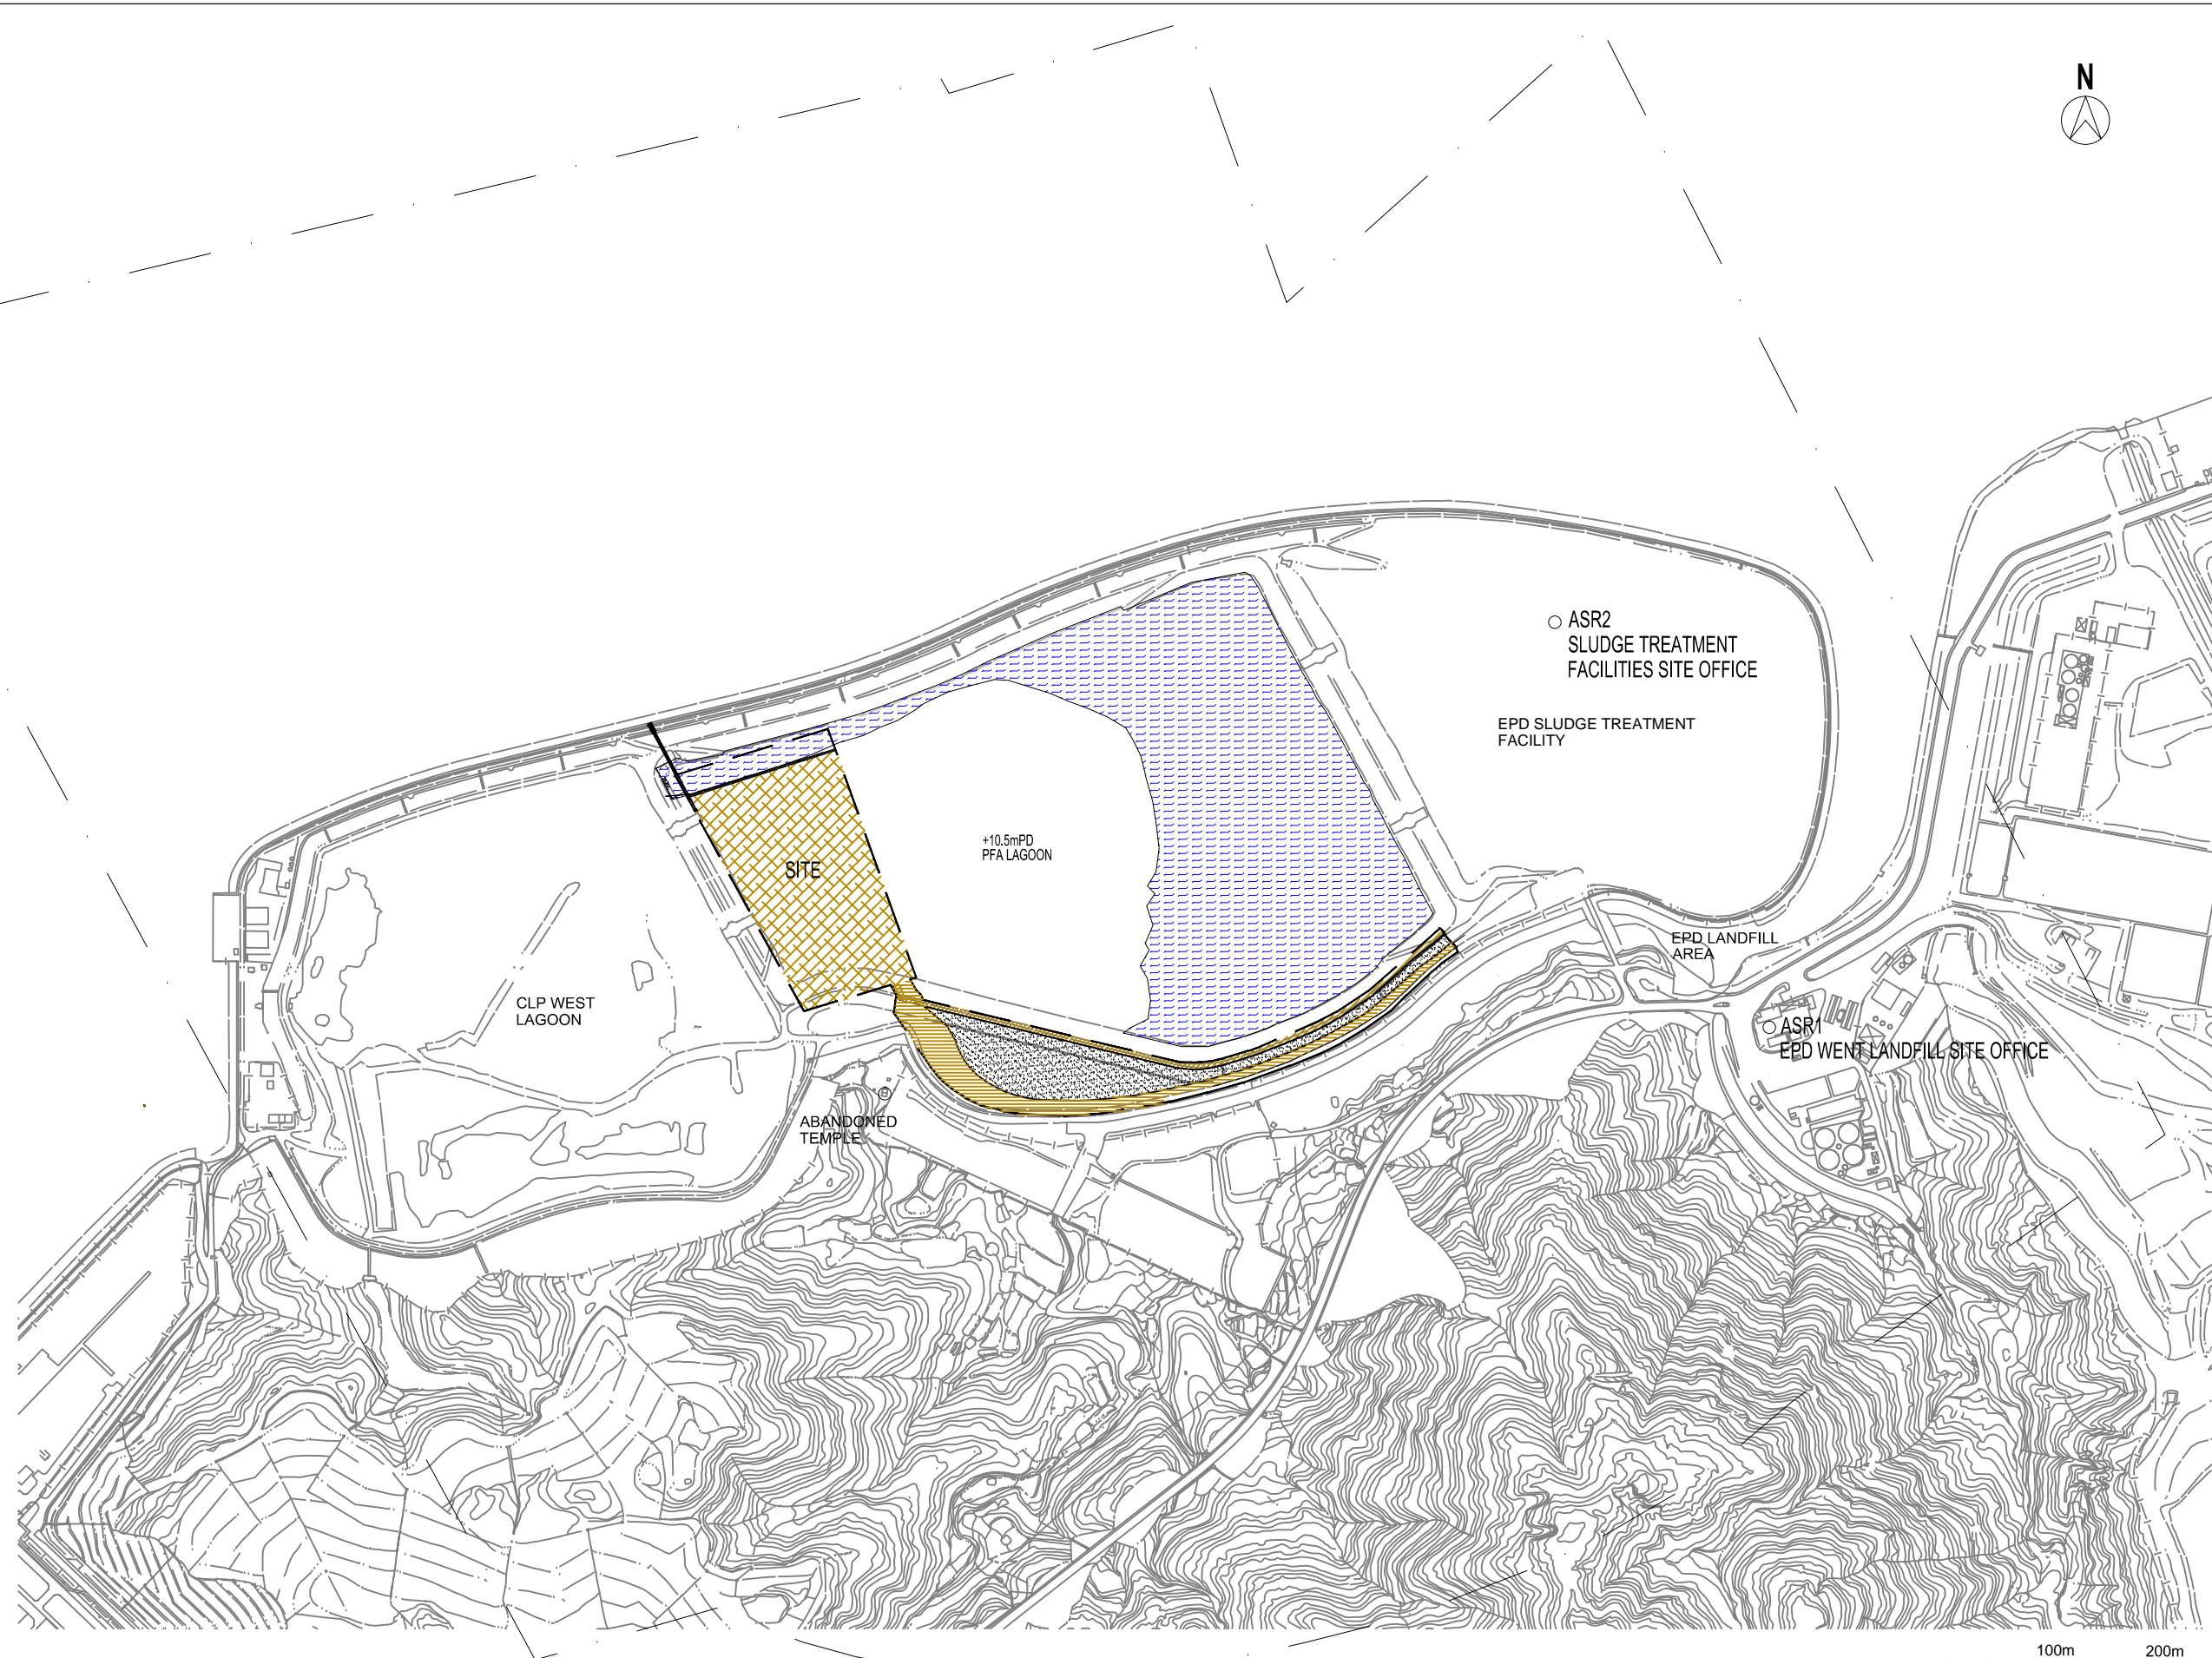 N
ASR2
SLUDGE TREATMENT
FACILITIES SITE OFFICE
EPD SLUDGE TREATMENT
FACILITY
+10.5mPD
PFA LAGOON
SITE
EPD LANDFILL
AREA
CLP WEST
LAGOON
ASR1
EPD WENT LANDFILL SITE OFFICE
ABANDONED
TEMPLE
100m 200m